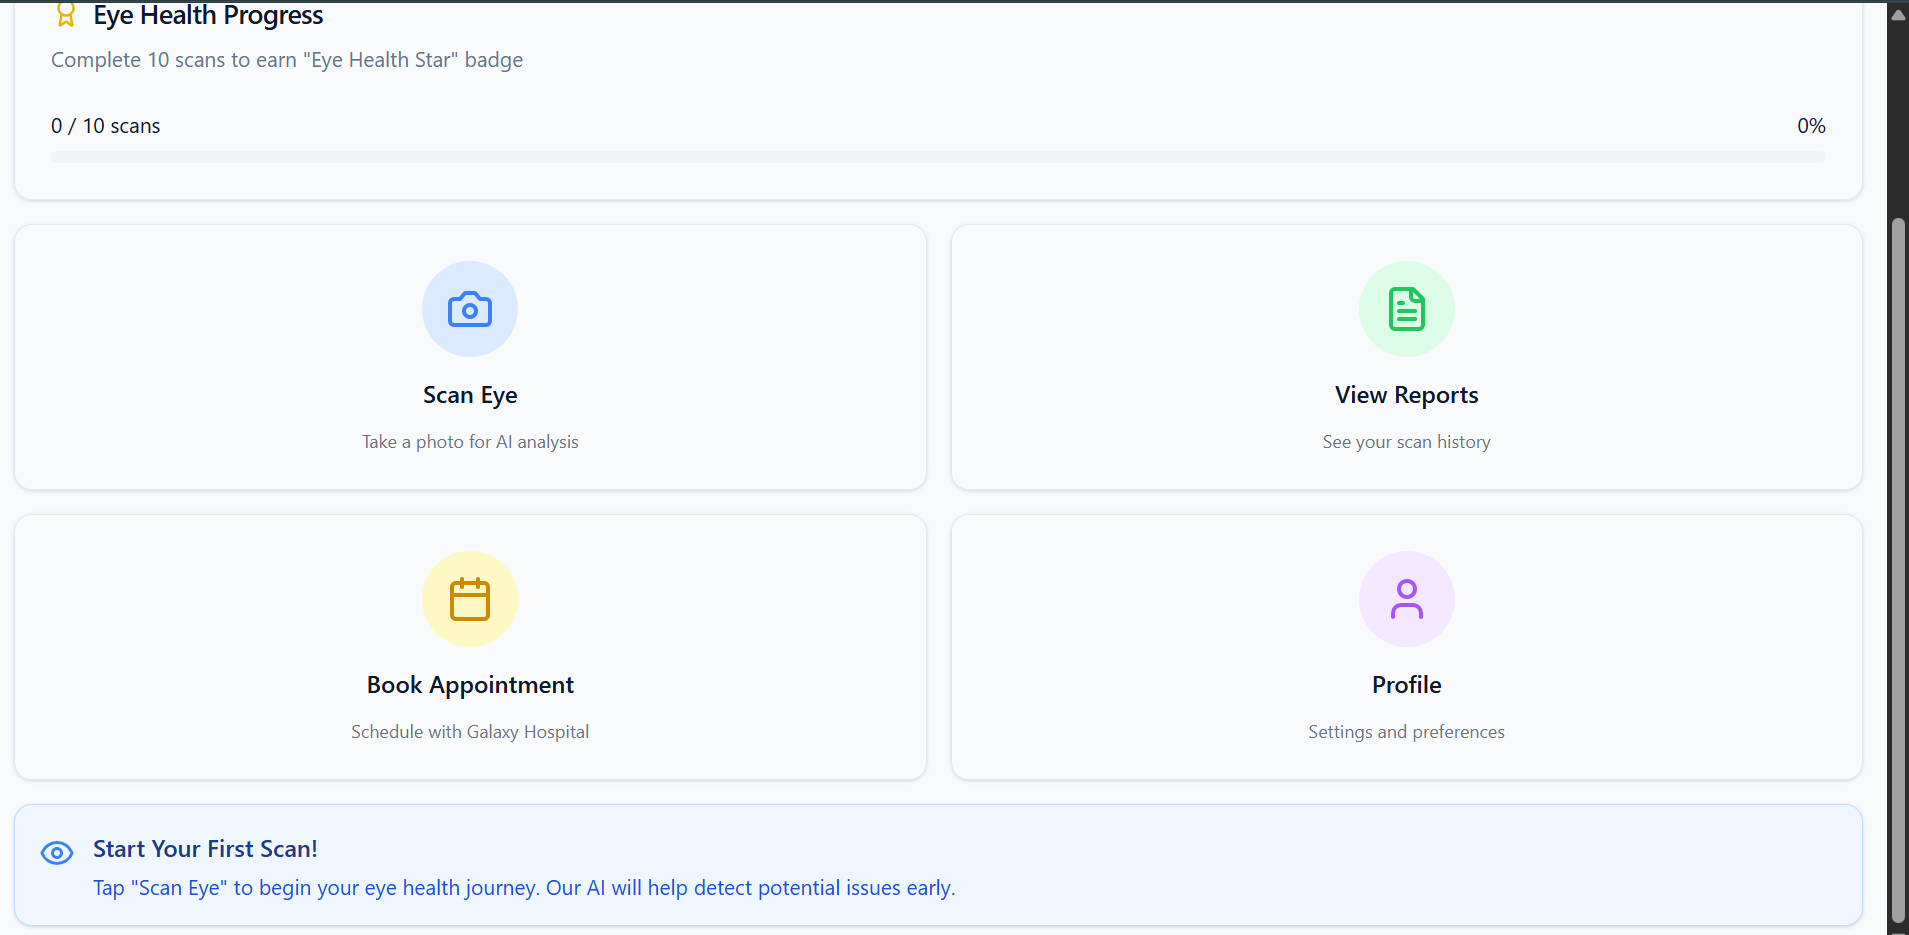 Eye Health Progress
Complete 10 scans to earn "Eye Health Star" badge
0 / 10 scans
0%
Scan Eye
Take a photo for AI analysis
View Reports
See your scan history
Book Appointment
Schedule with Galaxy Hospital
Profile
Settings and preferences
Start Your First Scan!
Tap "Scan Eye" to begin your eye health journey. Our AI will help detect potential issues early.